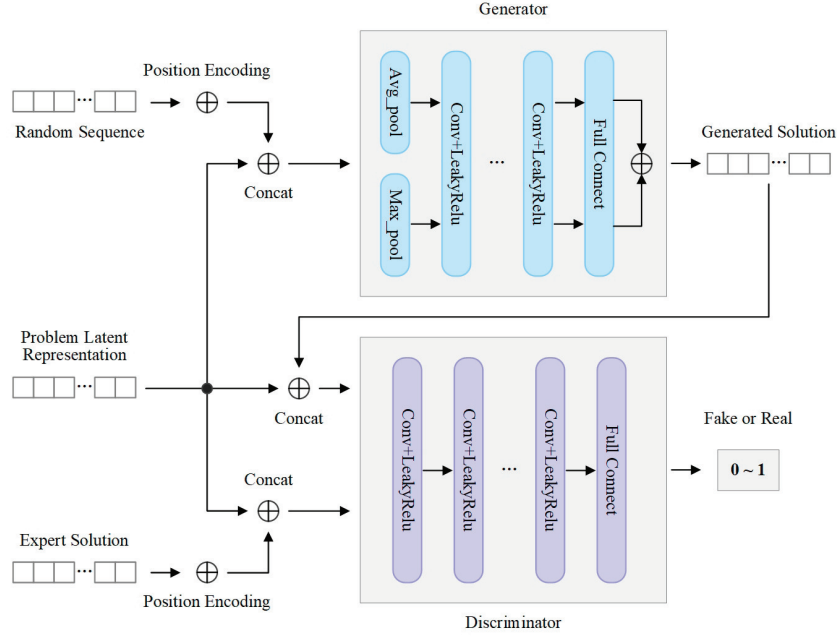 Generator
Position Encoding
...
Random Sequence
Concat
Avg_pool
Max_pool
Conv+LeakyRelu
...
Conv+LeakyRelu
Full Connect
Generated Solution
...
Problem Latent
Representation
...
Concat
Concat
Expert Solution
...
Position Encoding
Conv+LeakyRelu
Conv+LeakyRelu
...
Conv+LeakyRelu
Full Connect
Fake or Real
0 ~ 1
Discriminator